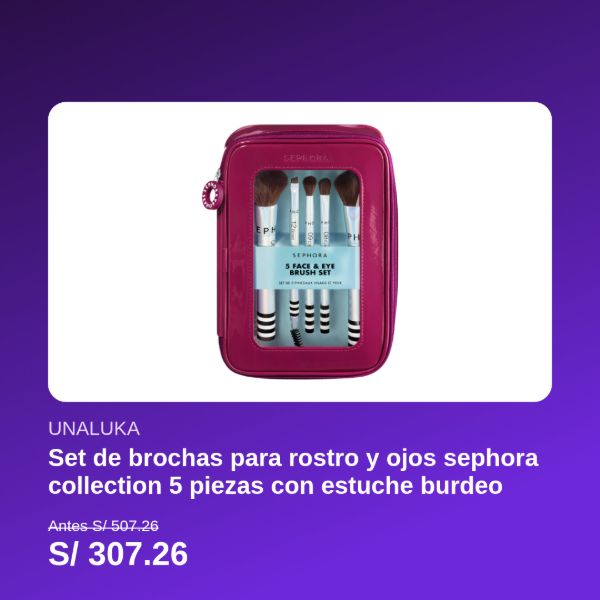 SEPHORA
SEPHORA
5 FACE & EYE
BRUSH SET
UNALUKA
Set de brochas para rostro y ojos sephora
collection 5 piezas con estuche burdeo
Antes S/ 507.26
S/ 307.26